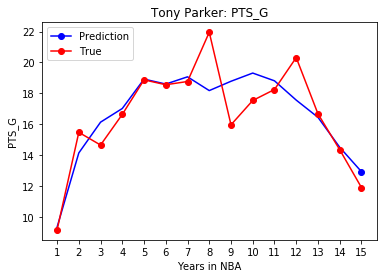 Tony Parker: PTS_G
Prediction
True
PTS_G
22
20
18
16
14
12
10
1 2 3 4 5 6 7 8 9 10 11 12 13 14 15
Years in NBA